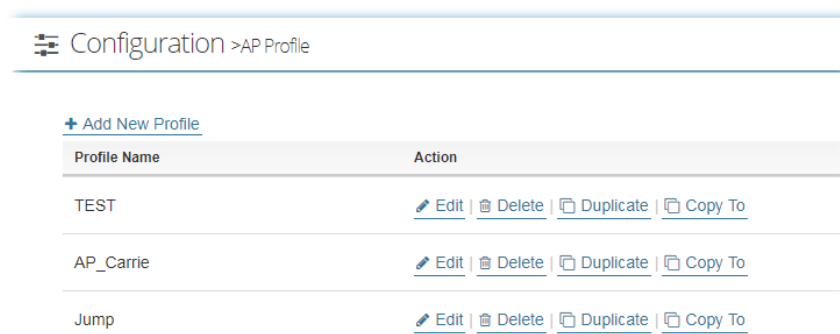 Configuration >AP Profile
+ Add New Profile
Profile Name Action
TEST Edit | Delete | Duplicate | Copy To
AP_Carrie Edit | Delete | Duplicate | Copy To
Jump Edit | Delete | Duplicate | Copy To